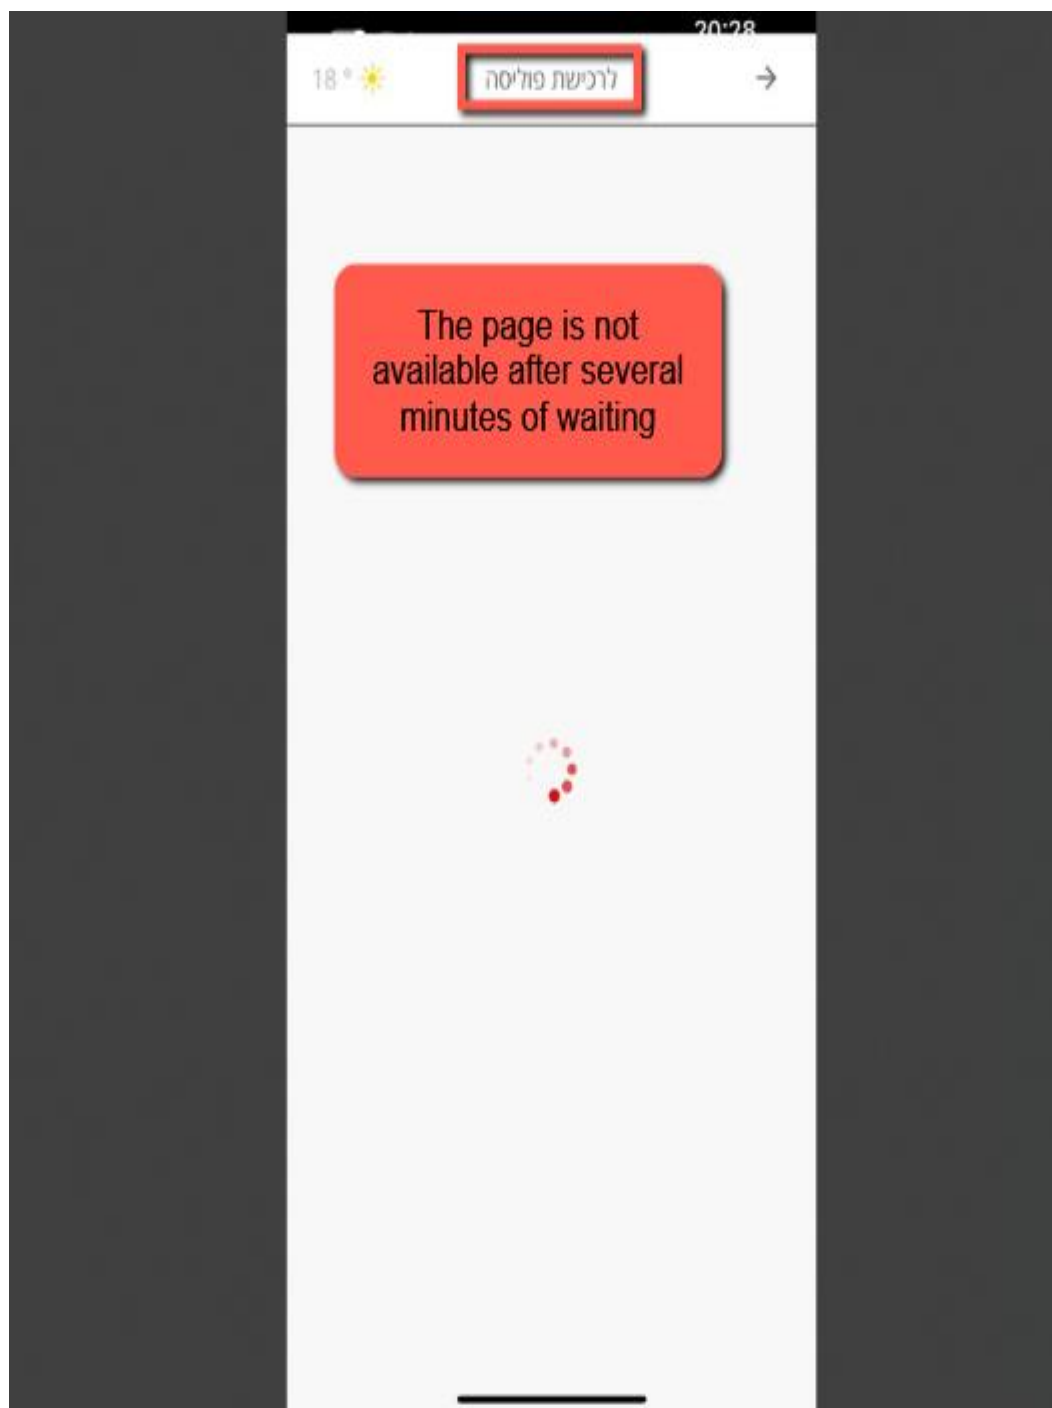 20:28
18 °
לרכישת פוליסה
The page is not
available after several
minutes of waiting